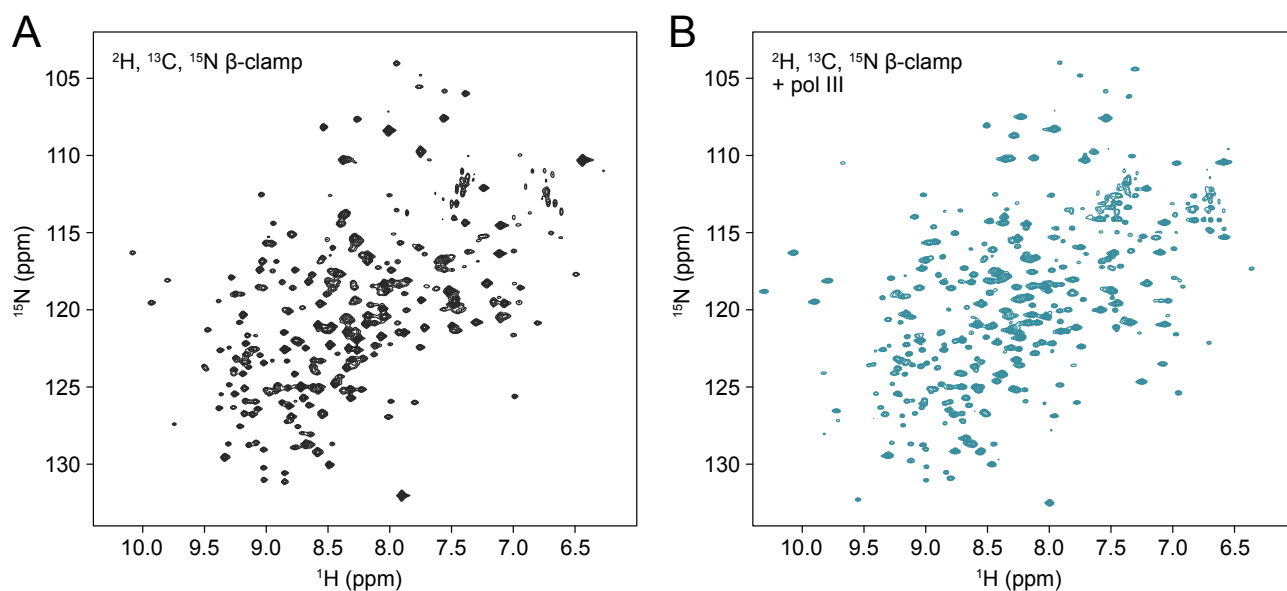 A
²H, ¹³C, ¹⁵N β-clamp
105
110
115
120
125
130
¹⁵N (ppm)
10.0 9.5 9.0 8.5 8.0 7.5 7.0 6.5
¹H (ppm)
B
²H, ¹³C, ¹⁵N β-clamp
+ pol III
105
110
115
120
125
130
¹⁵N (ppm)
10.0 9.5 9.0 8.5 8.0 7.5 7.0 6.5
¹H (ppm)